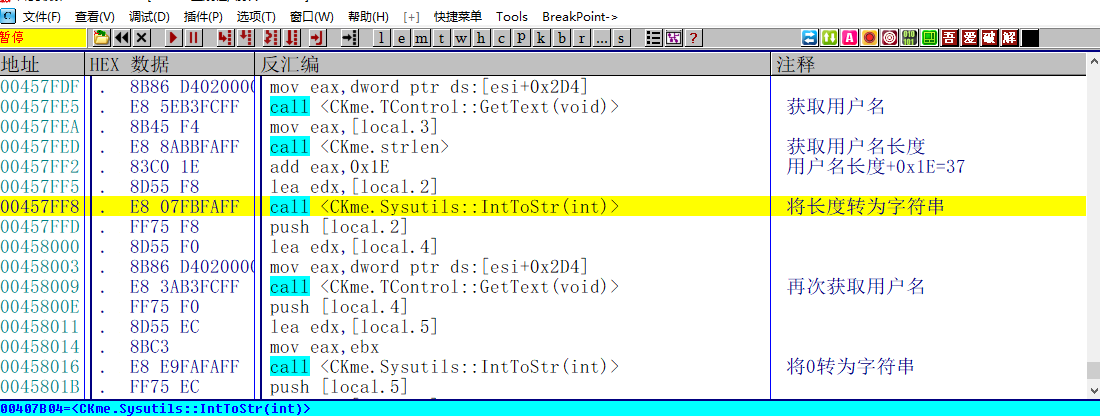 文件(F) 查看(V) 调试(D) 插件(P) 选项(T) 窗口(W) 帮助(H) [+] 快捷菜单 Tools BreakPoint->
暂停 l e m t w h c p k b r ... s ? 吾 爱 破 解
地址 HEX 数据 反汇编 注释
00457FDF . 8B86 D4020000 mov eax,dword ptr ds:[esi+0x2D4]
00457FE5 . E8 5EB3FCFF call <CKme.TControl::GetText(void)> 获取用户名
00457FEA . 8B45 F4 mov eax,[local.3]
00457FED . E8 8ABBFAFF call <CKme.strlen> 获取用户名长度
00457FF2 . 83C0 1E add eax,0x1E 用户名长度+0x1E=37
00457FF5 . 8D55 F8 lea edx,[local.2]
00457FF8 . E8 07FBFAFF call <CKme.Sysutils::IntToStr(int)> 将长度转为字符串
00457FFD . FF75 F8 push [local.2]
00458000 . 8D55 F0 lea edx,[local.4]
00458003 . 8B86 D4020000 mov eax,dword ptr ds:[esi+0x2D4]
00458009 . E8 3AB3FCFF call <CKme.TControl::GetText(void)> 再次获取用户名
0045800E . FF75 F0 push [local.4]
00458011 . 8D55 EC lea edx,[local.5]
00458014 . 8BC3 mov eax,ebx
00458016 . E8 E9FAFAFF call <CKme.Sysutils::IntToStr(int)> 将0转为字符串
0045801B . FF75 EC push [local.5]
00407B04=<CKme.Sysutils::IntToStr(int)>